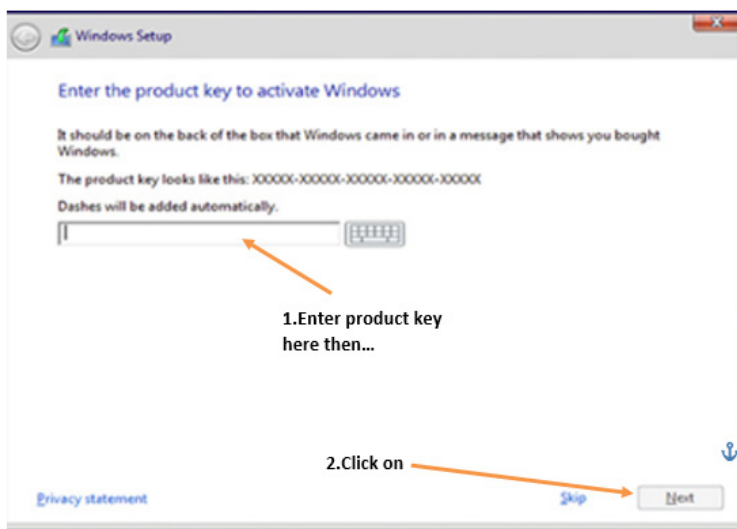 Windows Setup
Enter the product key to activate Windows
It should be on the back of the box that Windows came in or in a message that shows you bought
Windows.
The product key looks like this: XXXXX-XXXXX-XXXXX-XXXXX-XXXXX
Dashes will be added automatically.
1.Enter product key
here then...
2.Click on
Privacy statement
Skip
Next